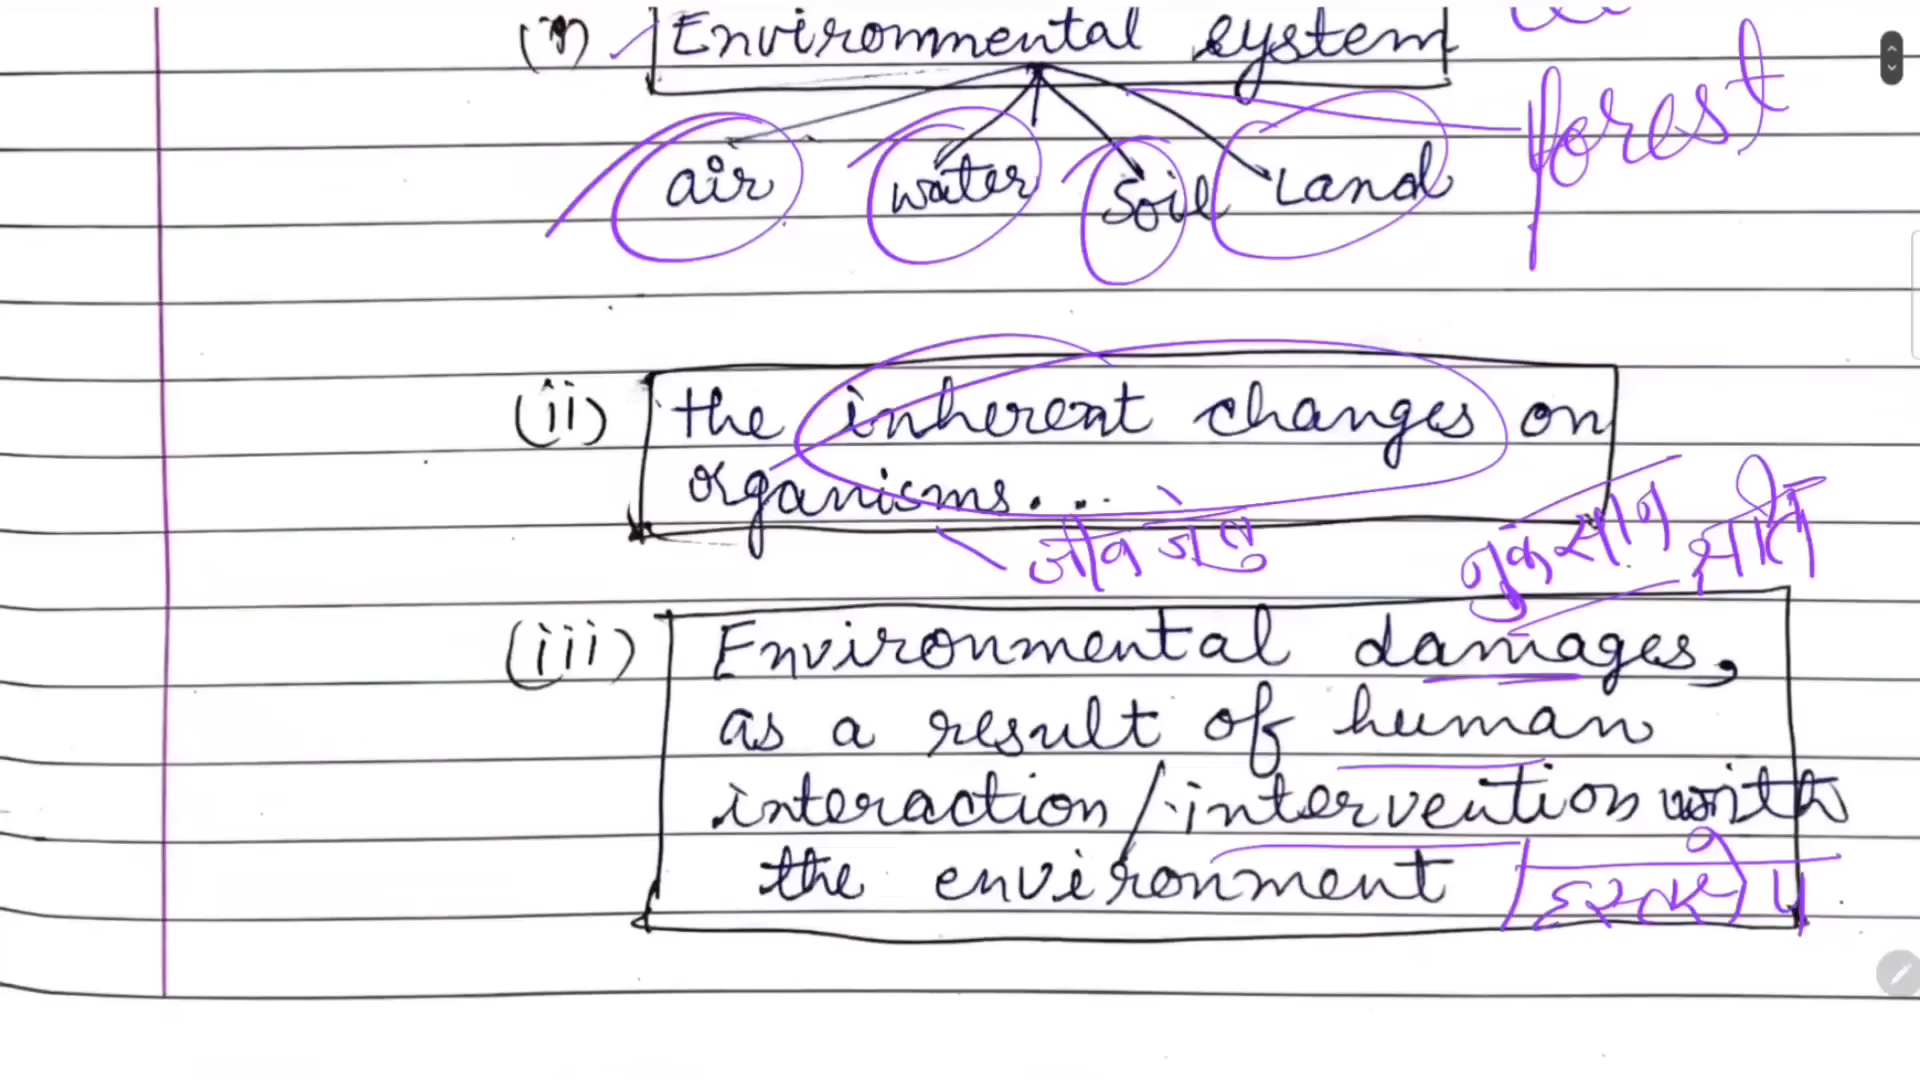 (i) Environmental system
forest
air water soil Land
(ii) the inherent changes on
organisms...
जीव जन्तु
नुकसान
(iii) Environmental damages,
as a result of human
interaction/intervention with
the environment
हस्तक्षेप